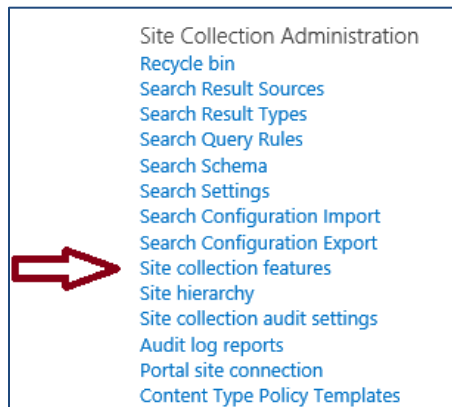 Site Collection Administration
Recycle bin
Search Result Sources
Search Result Types
Search Query Rules
Search Schema
Search Settings
Search Configuration Import
Search Configuration Export
Site collection features
Site hierarchy
Site collection audit settings
Audit log reports
Portal site connection
Content Type Policy Templates